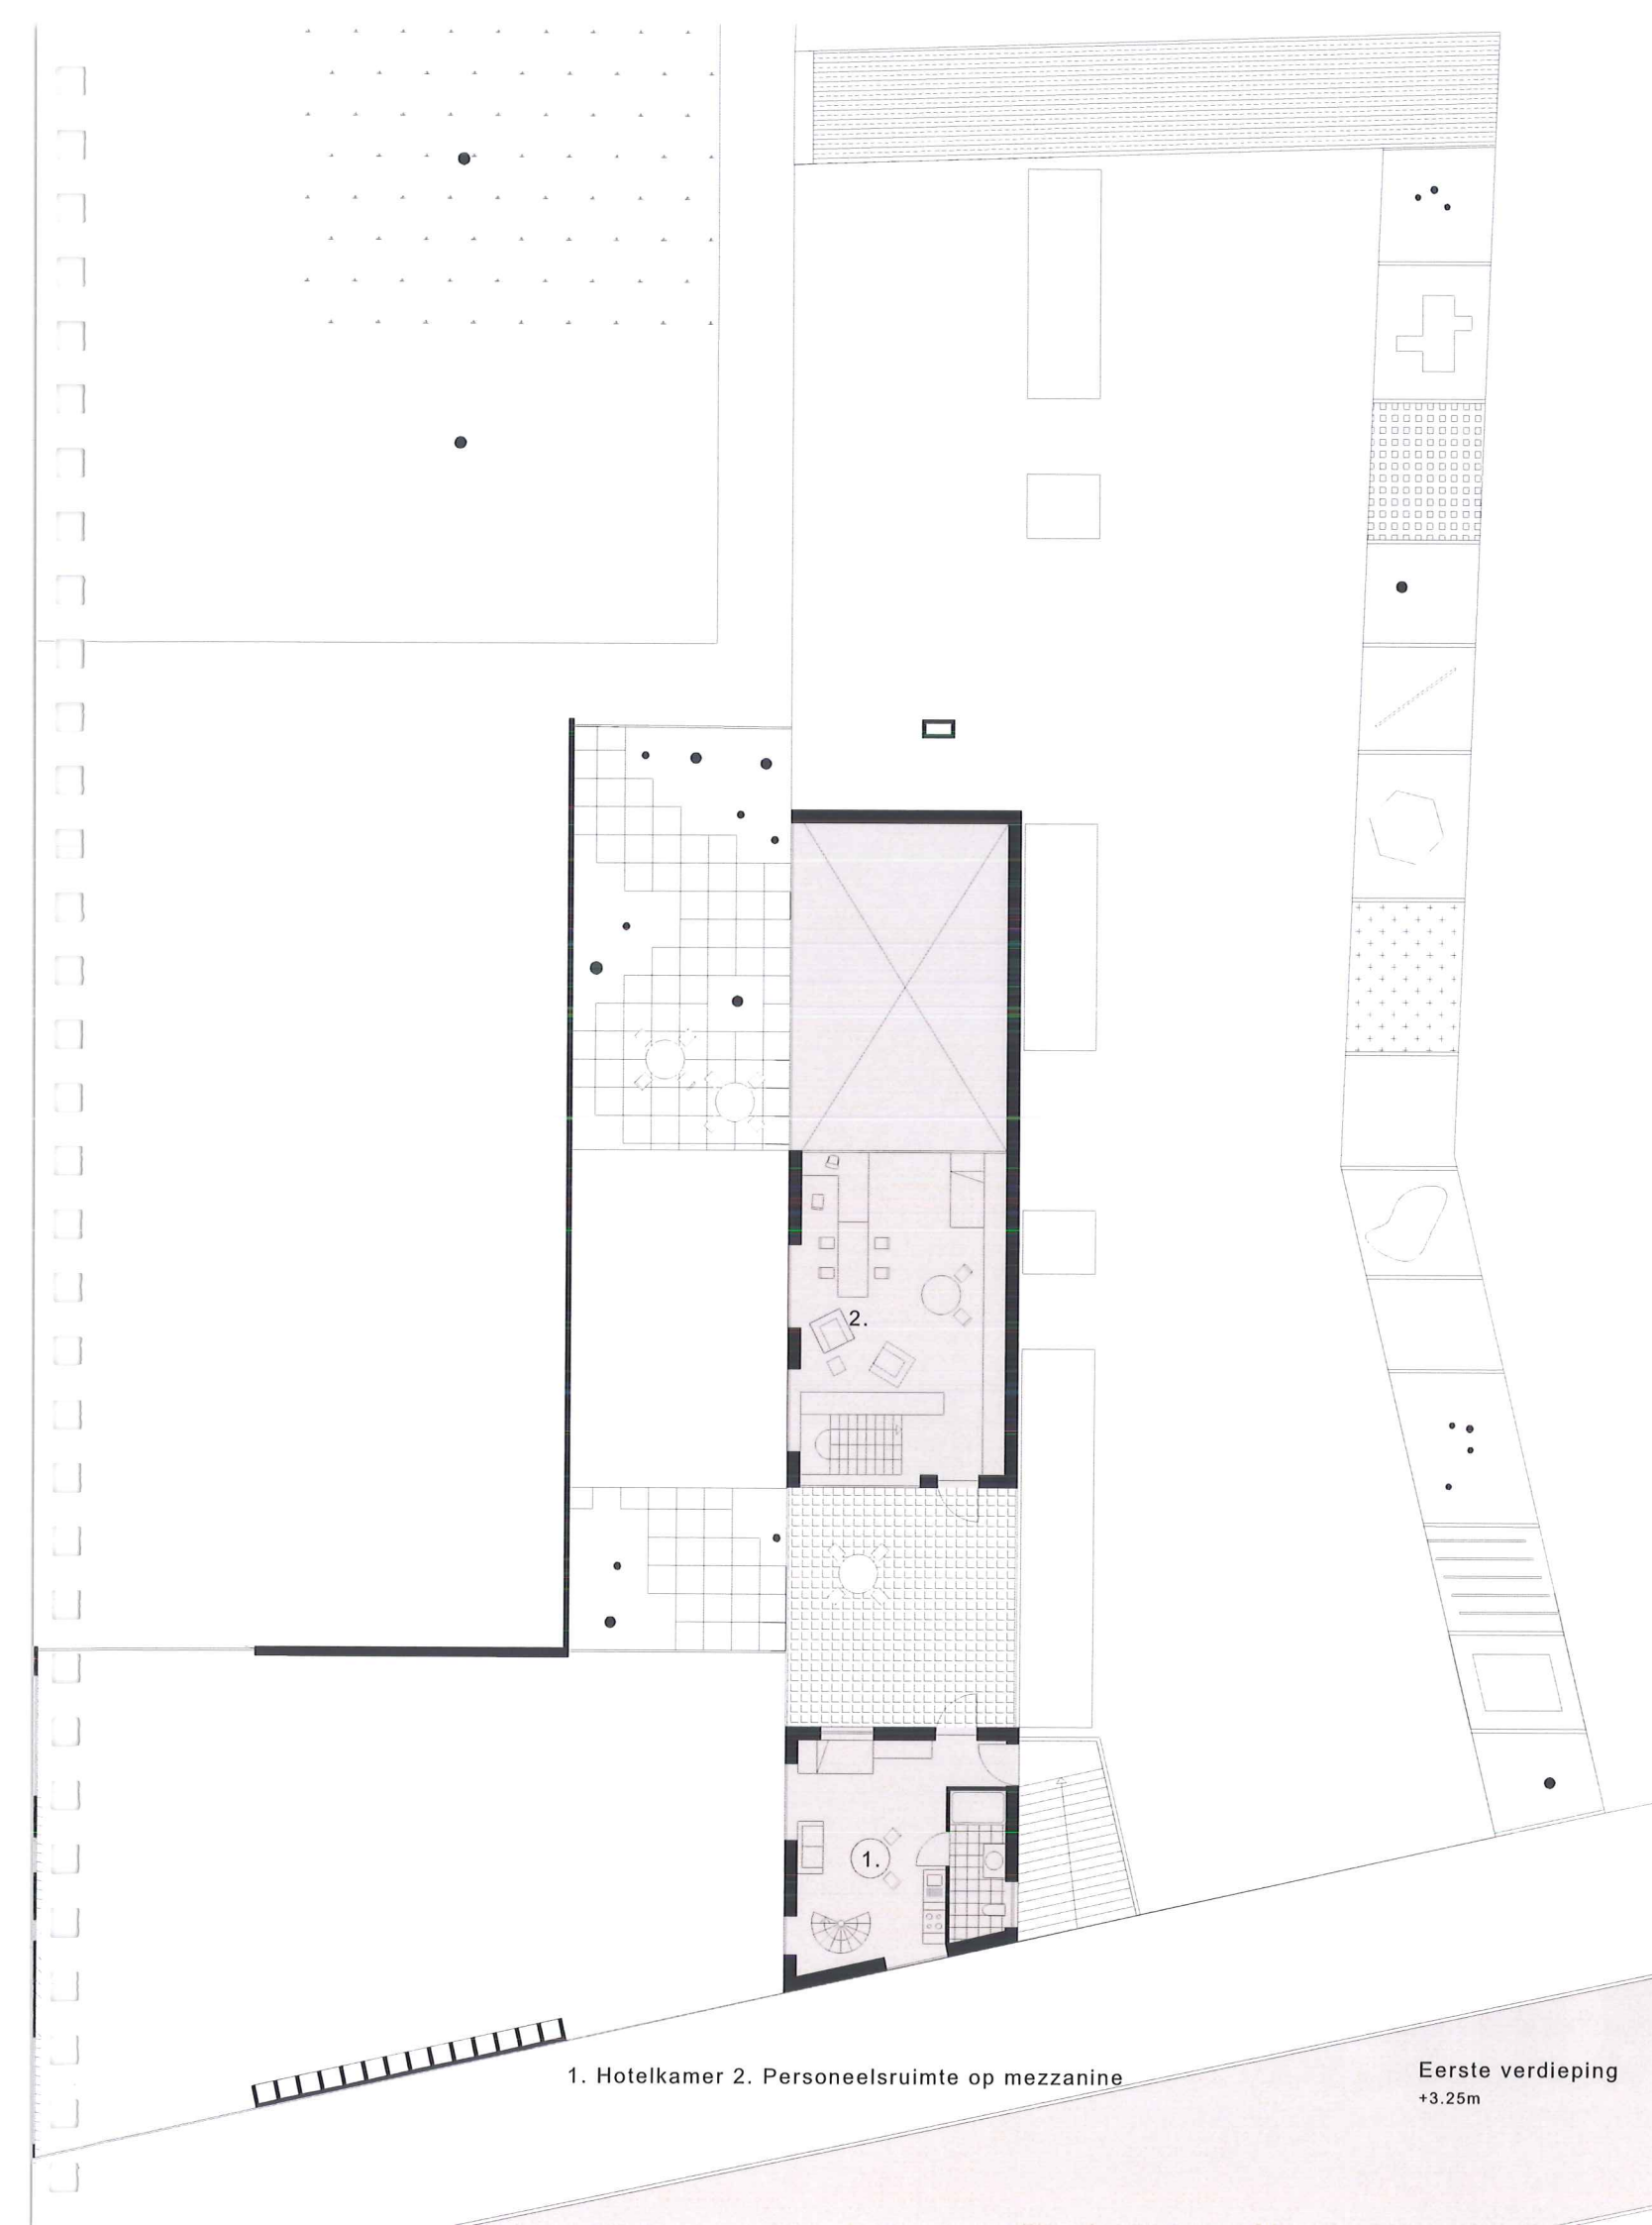 2.
1.
1. Hotelkamer 2. Personeelsruimte op mezzanine
Eerste verdieping
+3.25m